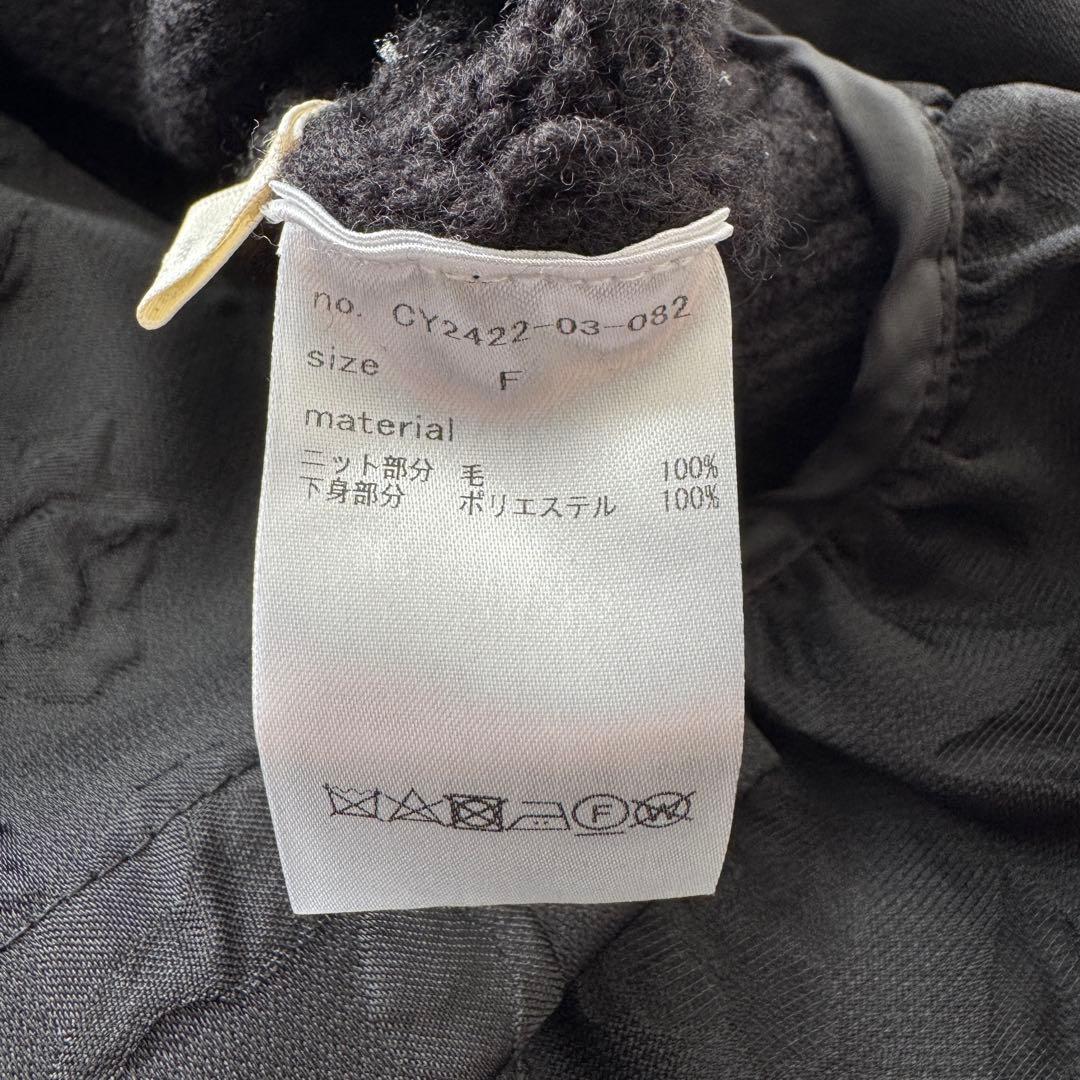 no. CY2422-03-082
size F
material
ニット部分 毛 100%
下身部分 ポリエステル 100%
F W